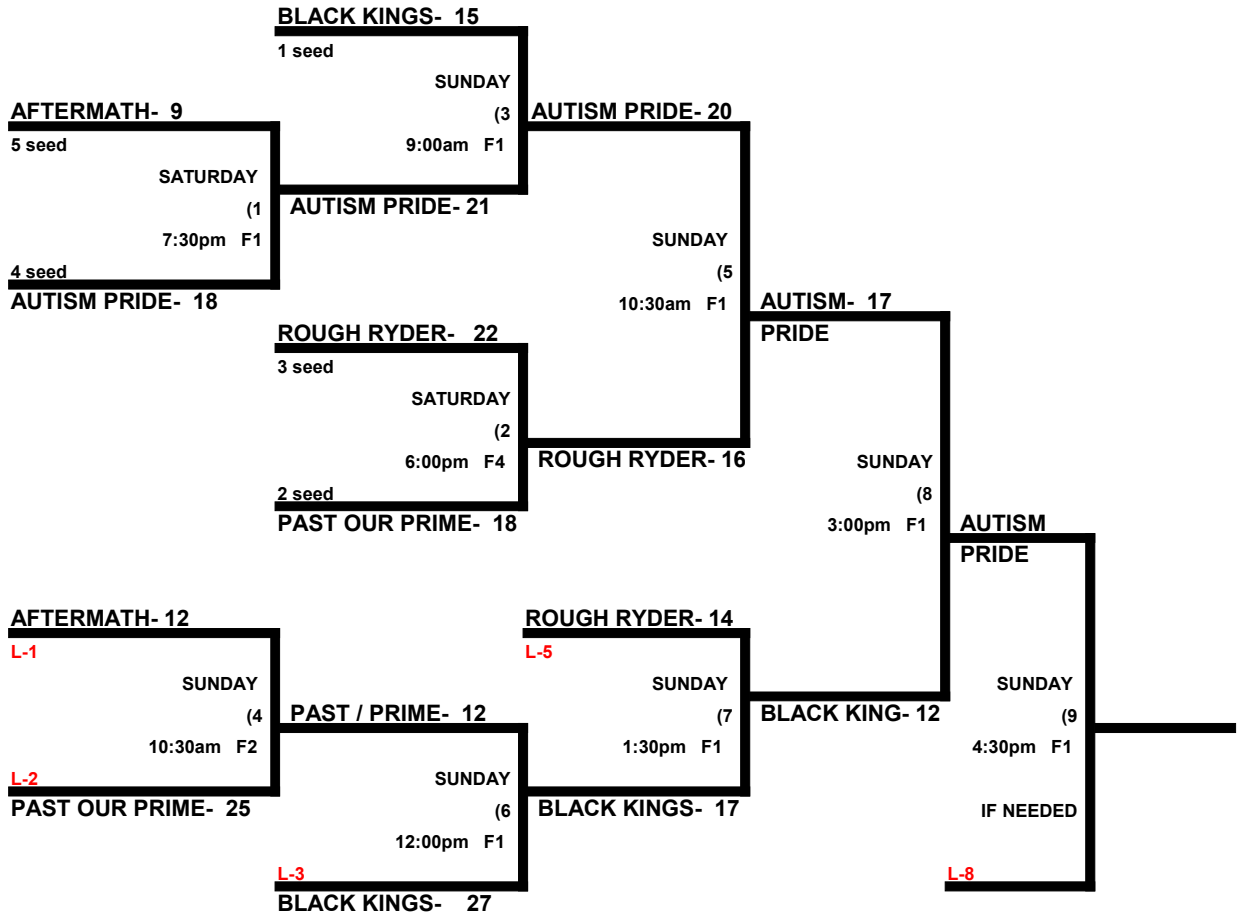 BLACK KINGS- 15
1 seed
SUNDAY
(3
9:00am F1
AFTERMATH- 9
5 seed
SATURDAY
(1
7:30pm F1
4 seed
AUTISM PRIDE- 18
AUTISM PRIDE- 21
AUTISM PRIDE- 20
SUNDAY
(5
10:30am F1
ROUGH RYDER- 22
3 seed
SATURDAY
(2
6:00pm F4
2 seed
PAST OUR PRIME- 18
ROUGH RYDER- 16
AUTISM- 17
PRIDE
SUNDAY
(8
3:00pm F1
AUTISM
PRIDE
AFTERMATH- 12
L-1
SUNDAY
(4
10:30am F2
L-2
PAST OUR PRIME- 25
PAST / PRIME- 12
SUNDAY
(6
12:00pm F1
L-3
BLACK KINGS- 27
ROUGH RYDER- 14
L-5
SUNDAY
(7
1:30pm F1
BLACK KINGS- 17
BLACK KING- 12
SUNDAY
(9
4:30pm F1
IF NEEDED
L-8